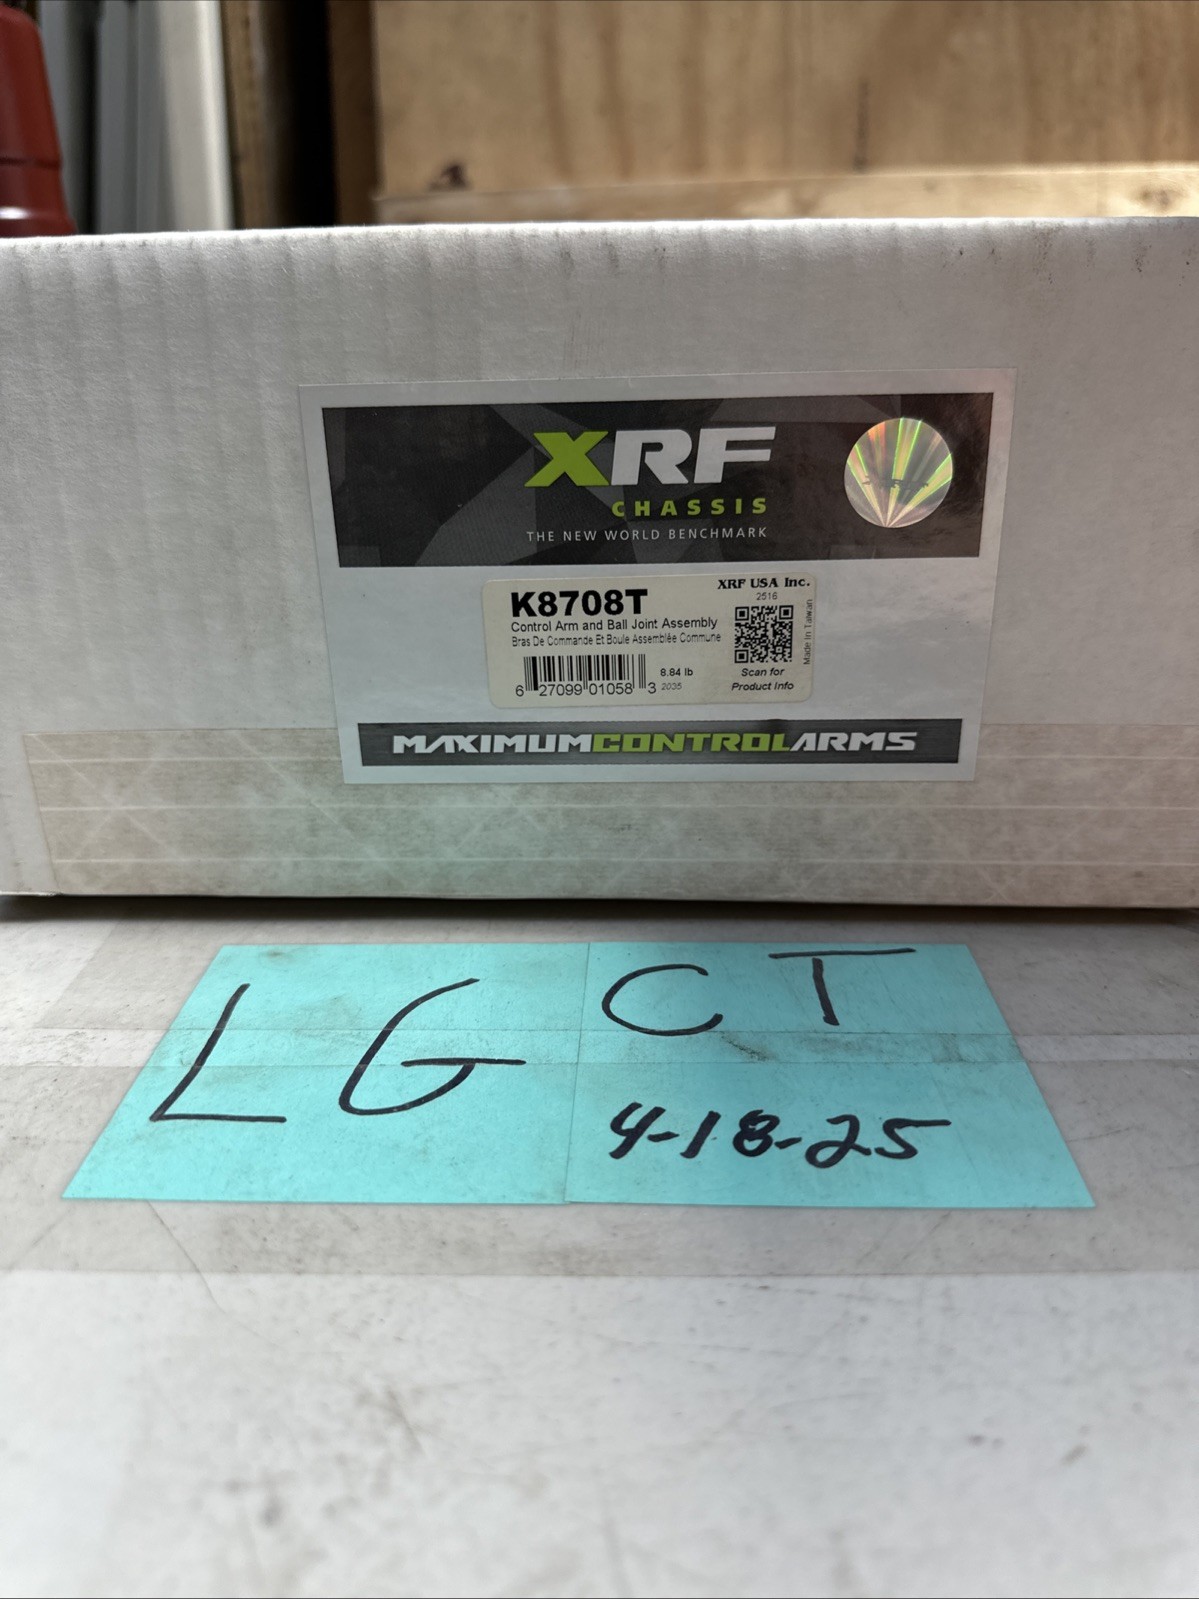 XRF
CHASSIS
THE NEW WORLD BENCHMARK
XRF USA Inc.
2516
K8708T
Control Arm and Ball Joint Assembly
Bras De Commande Et Boule Assemblée Commune
Made In Taiwan
6 27099 01058 3
8.84 lb
2035
Scan for
Product Info
MAXIMUMCONTROLARMS
LG CT
4-18-25